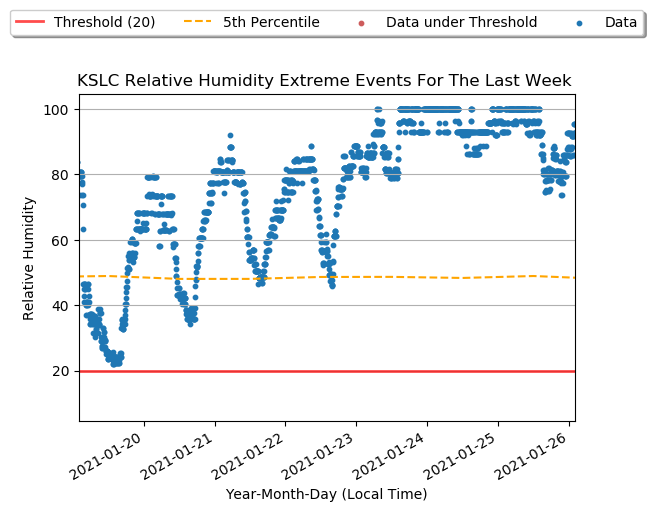 Threshold (20) 5th Percentile Data under Threshold Data
KSLC Relative Humidity Extreme Events For The Last Week
100
80
60
40
20
Relative Humidity
2021-01-20 2021-01-21 2021-01-22 2021-01-23 2021-01-24 2021-01-25 2021-01-26
Year-Month-Day (Local Time)